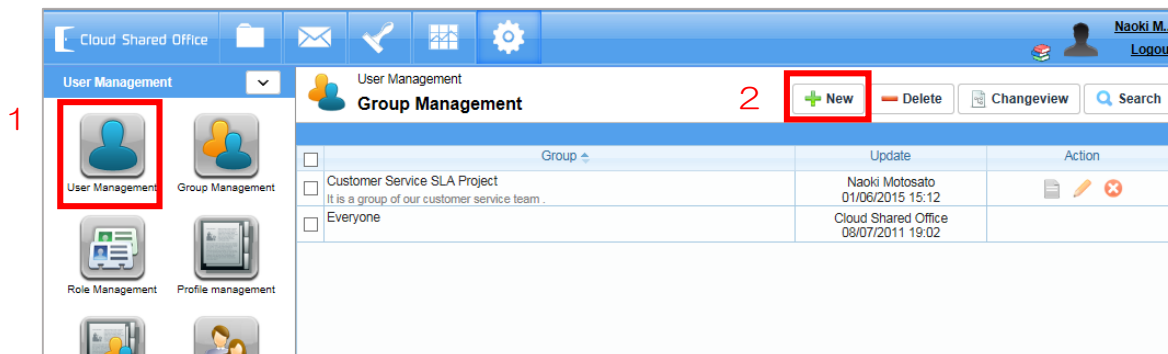 Cloud Shared Office
Naoki M..
Logou
User Management
User Management
Group Management
2
New
Delete
Changeview
Search
1
Group
Update
Action
Customer Service SLA Project
It is a group of our customer service team .
Naoki Motosato
01/06/2015 15:12
Everyone
Cloud Shared Office
08/07/2011 19:02
User Management
Group Management
Role Management
Profile management